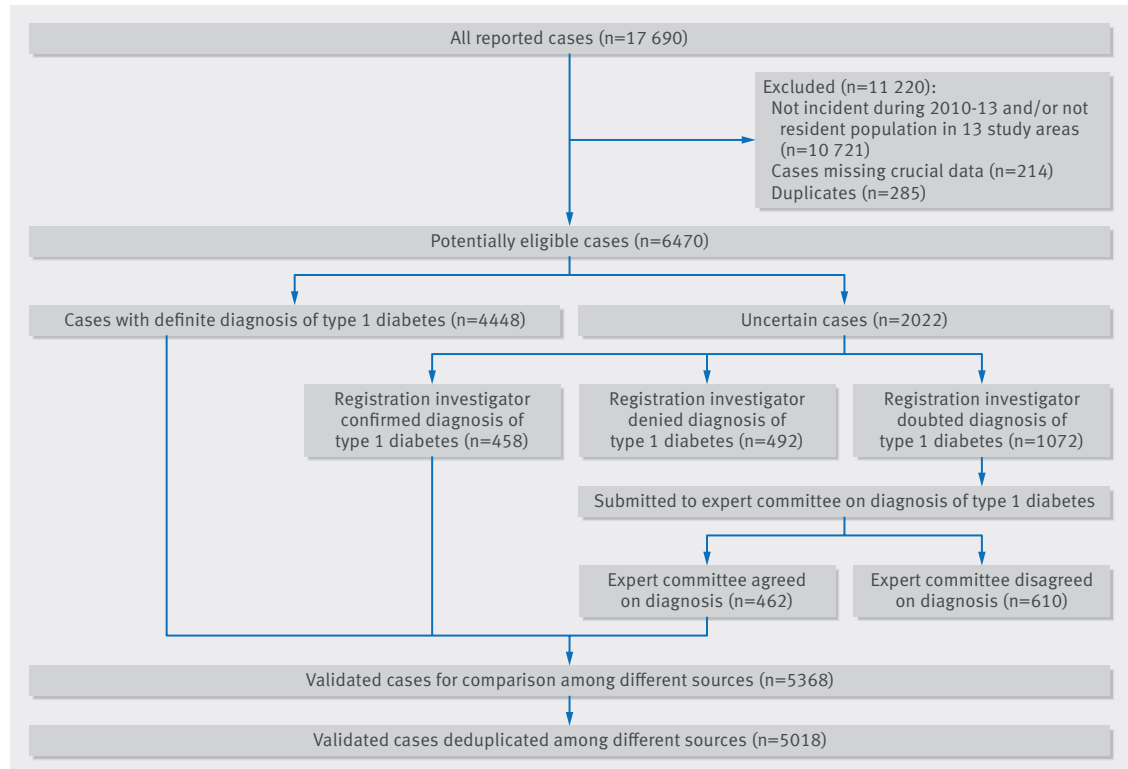 All reported cases (n=17 690)
Excluded (n=11 220):
Not incident during 2010-13 and/or not
resident population in 13 study areas
(n=10 721)
Cases missing crucial data (n=214)
Duplicates (n=285)
Potentially eligible cases (n=6470)
Cases with definite diagnosis of type 1 diabetes (n=4448)
Uncertain cases (n=2022)
Registration investigator
confirmed diagnosis of
type 1 diabetes (n=458)
Registration investigator
denied diagnosis of
type 1 diabetes (n=492)
Registration investigator
doubted diagnosis of
type 1 diabetes (n=1072)
Submitted to expert committee on diagnosis of type 1 diabetes
Expert committee agreed
on diagnosis (n=462)
Expert committee disagreed
on diagnosis (n=610)
Validated cases for comparison among different sources (n=5368)
Validated cases deduplicated among different sources (n=5018)